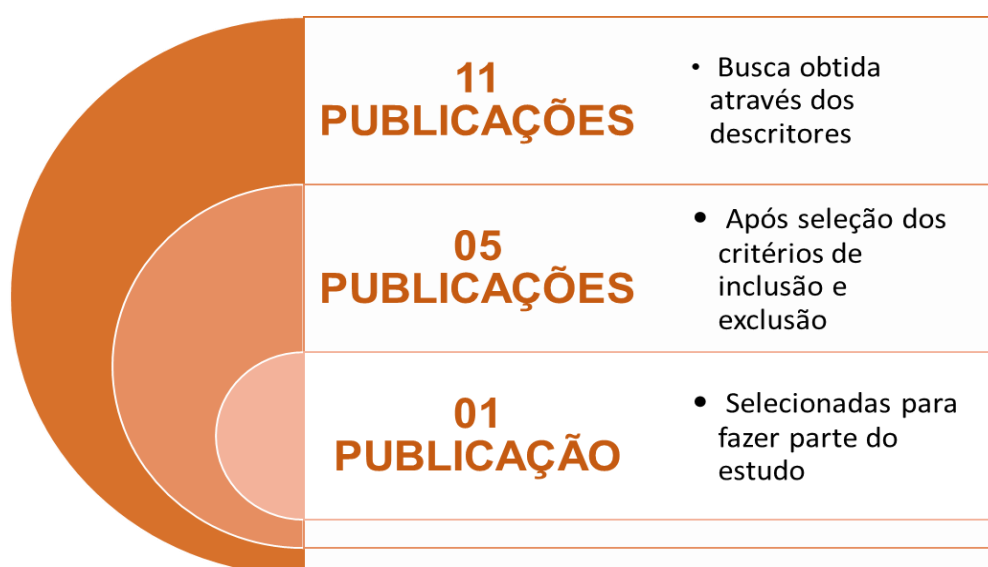 11
PUBLICAÇÕES
• Busca obtida
através dos
descritores
05
PUBLICAÇÕES
• Após seleção dos
critérios de
inclusão e
exclusão
01
PUBLICAÇÃO
• Selecionadas para
fazer parte do
estudo